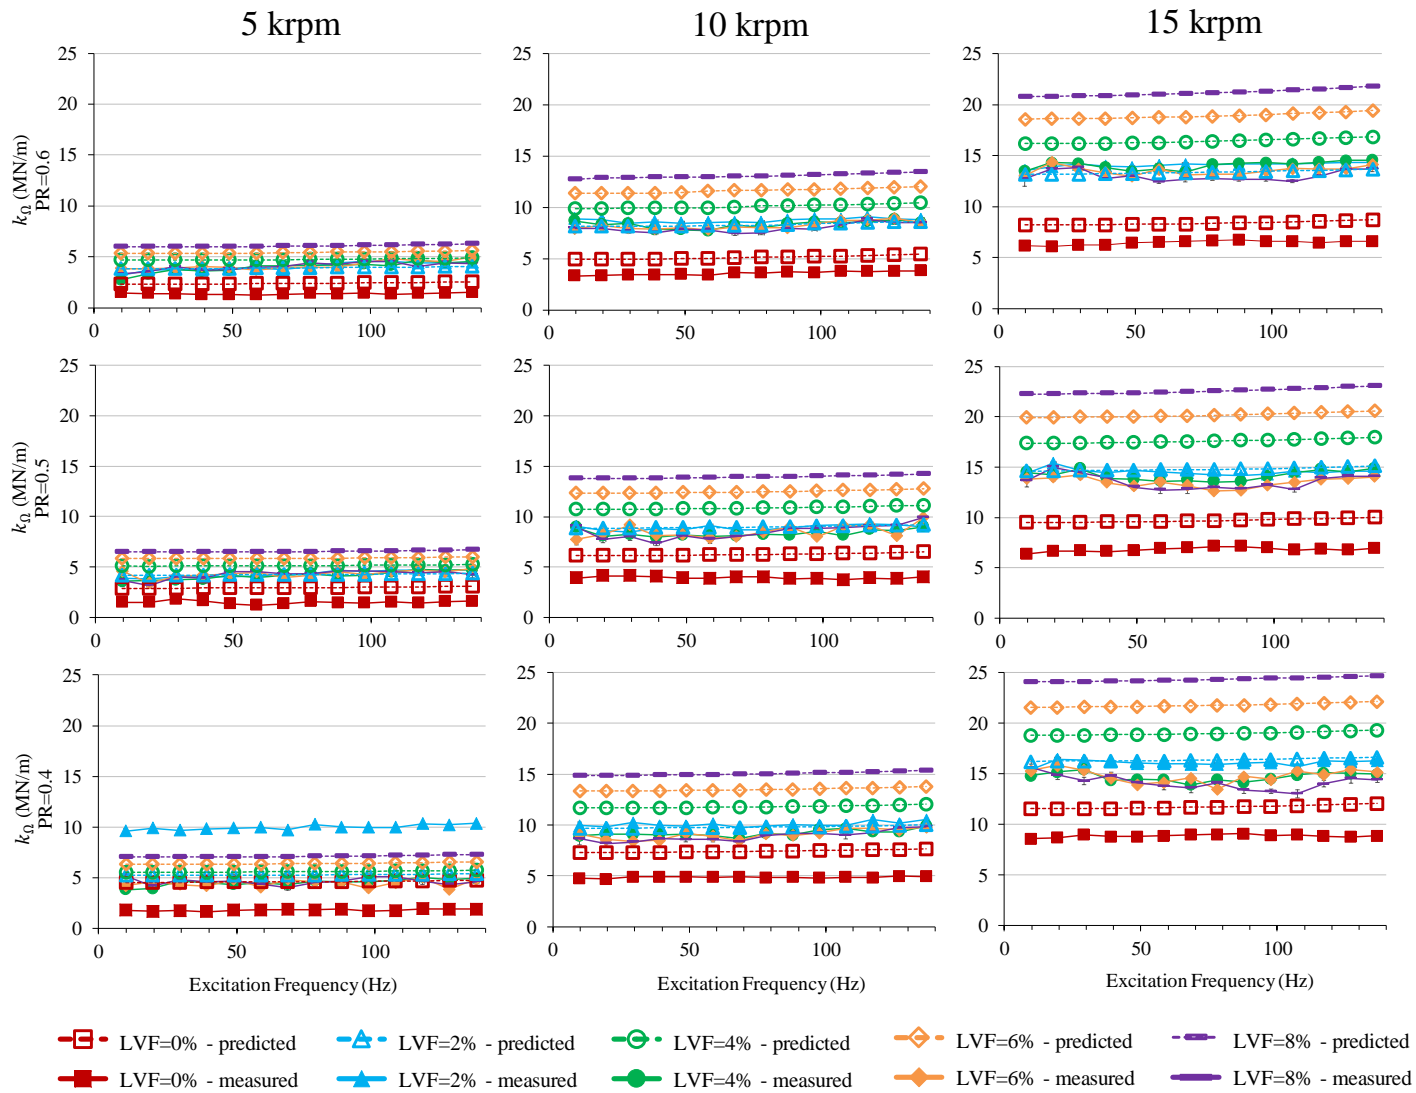 5 krpm 10 krpm 15 krpm
25 25 25
20 20 20
15 15 15
10 10 10
5 5 5
0 0 0
kΩ (MN/m)
PR=0.6
0 50 100 0 50 100 0 50 100
25 25 25
20 20 20
15 15 15
10 10 10
5 5 5
0 0 0
kΩ (MN/m)
PR=0.5
0 50 100 0 50 100 0 50 100
25 25 25
20 20 20
15 15 15
10 10 10
5 5 5
0 0 0
kΩ (MN/m)
PR=0.4
0 50 100 0 50 100 0 50 100
Excitation Frequency (Hz) Excitation Frequency (Hz) Excitation Frequency (Hz)
LVF=0% - predicted LVF=2% - predicted LVF=4% - predicted LVF=6% - predicted LVF=8% - predicted
LVF=0% - measured LVF=2% - measured LVF=4% - measured LVF=6% - measured LVF=8% - measured